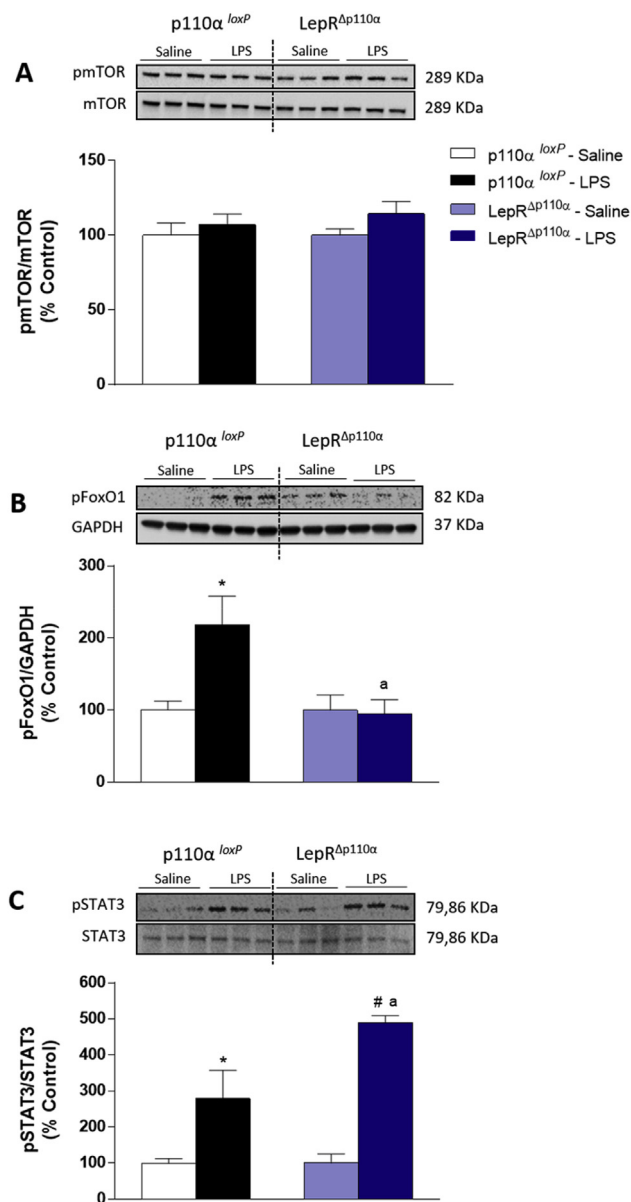 p110α loxP LepRΔp110α
Saline LPS Saline LPS
A
pmTOR 289 KDa
mTOR 289 KDa
p110α loxP - Saline
p110α loxP - LPS
LepRΔp110α - Saline
LepRΔp110α - LPS
pmTOR/mTOR
(% Control)
150
100
50
0
p110α loxP LepRΔp110α
Saline LPS Saline LPS
B
pFoxO1 82 KDa
GAPDH 37 KDa
pFoxO1/GAPDH
(% Control)
300
200
100
0
*
a
p110α loxP LepRΔp110α
Saline LPS Saline LPS
C
pSTAT3 79,86 KDa
STAT3 79,86 KDa
pSTAT3/STAT3
(% Control)
600
500
400
300
200
100
0
*
# a